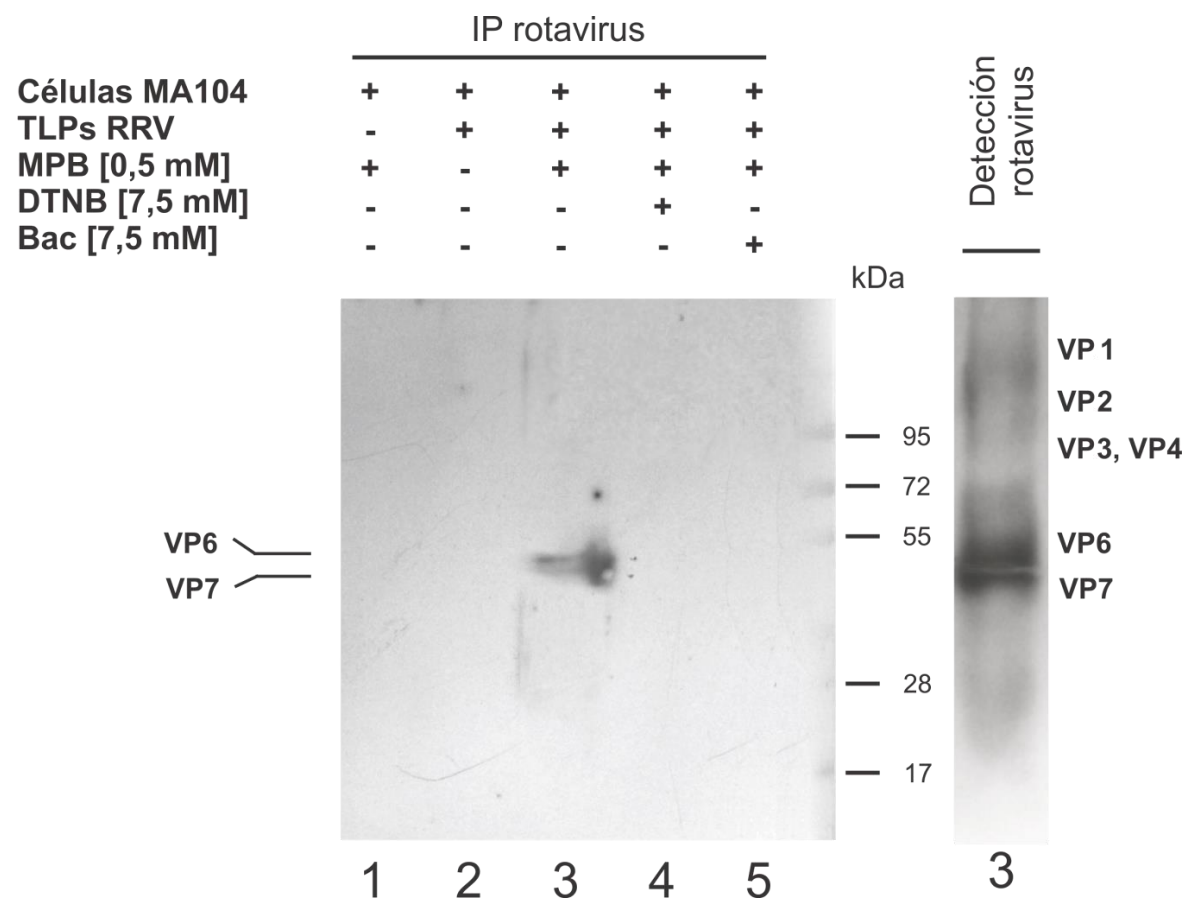 IP rotavirus
Células MA104 + + + + +
TLPs RRV - + + + +
MPB [0,5 mM] + - + + +
DTNB [7,5 mM] - - - + -
Bac [7,5 mM] - - - - +
Detección
rotavirus
kDa
95
72
55
28
17
VP6
VP7
VP1
VP2
VP3, VP4
VP6
VP7
1 2 3 4 5
3